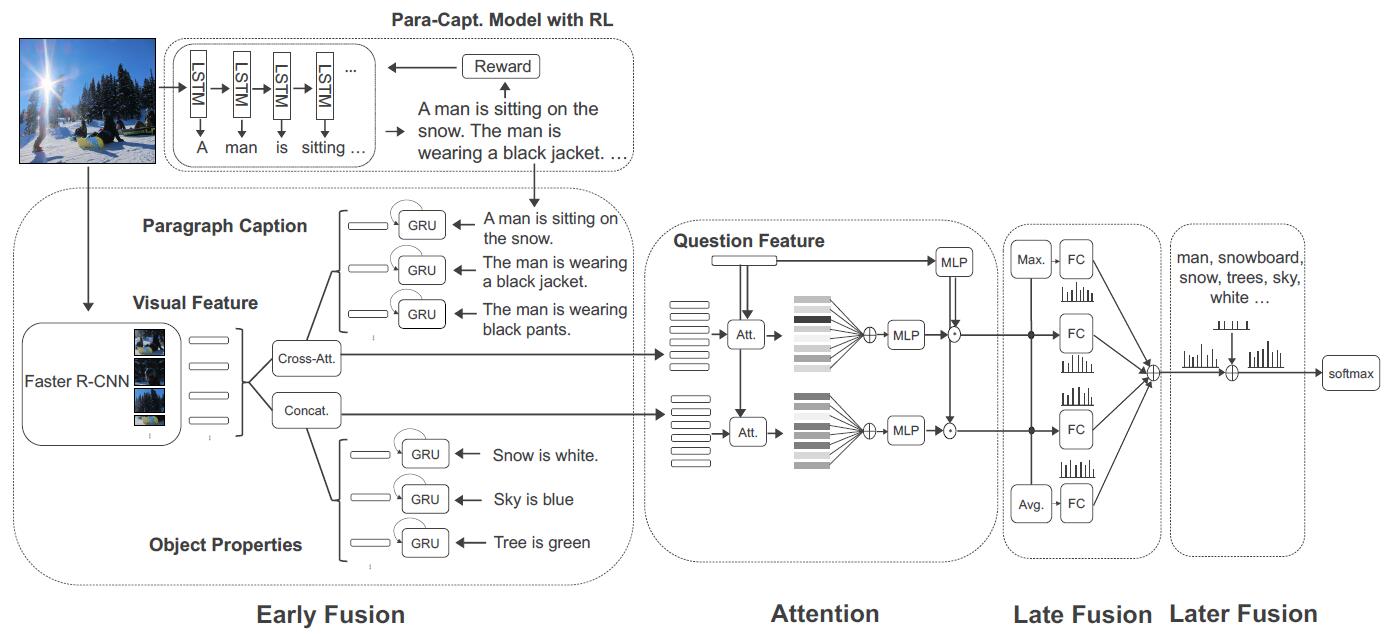 Para-Capt. Model with RL
LSTM
LSTM
LSTM
LSTM
...
Reward
A man is sitting ...
A man is sitting on the
snow. The man is
wearing a black jacket. ...
Paragraph Caption
GRU
A man is sitting on
the snow.
GRU
The man is wearing
a black jacket.
GRU
The man is wearing
black pants.
Visual Feature
Faster R-CNN
Cross-Att.
Concat.
GRU
Snow is white.
GRU
Sky is blue
GRU
Tree is green
Object Properties
Early Fusion
Question Feature
MLP
Att.
MLP
Att.
MLP
Attention
Max.
FC
FC
FC
Avg.
FC
Late Fusion
man, snowboard,
snow, trees, sky,
white ...
softmax
Later Fusion